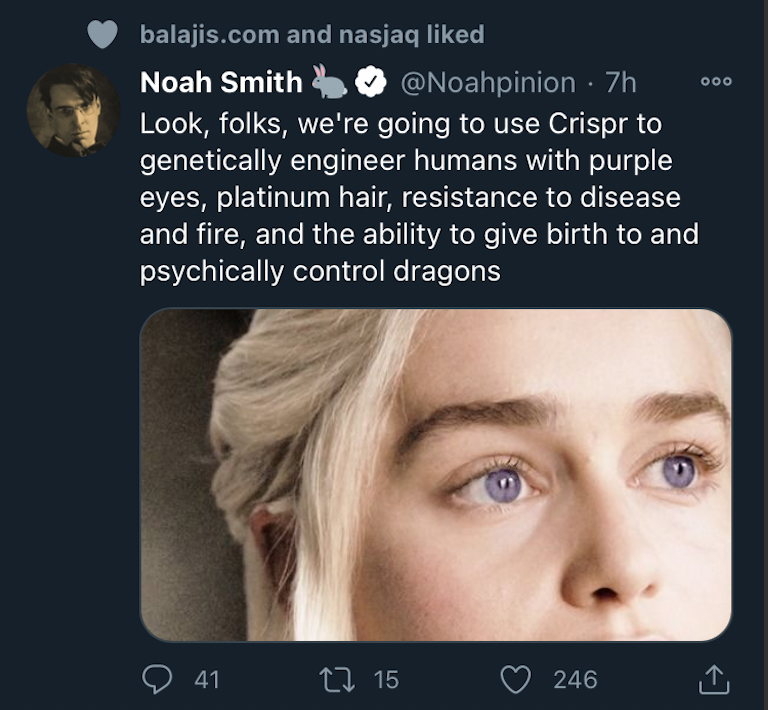 balajis.com and nasjaq liked
Noah Smith 🐇 @Noahpinion · 7h
Look, folks, we're going to use Crispr to
genetically engineer humans with purple
eyes, platinum hair, resistance to disease
and fire, and the ability to give birth to and
psychically control dragons
41 15 246